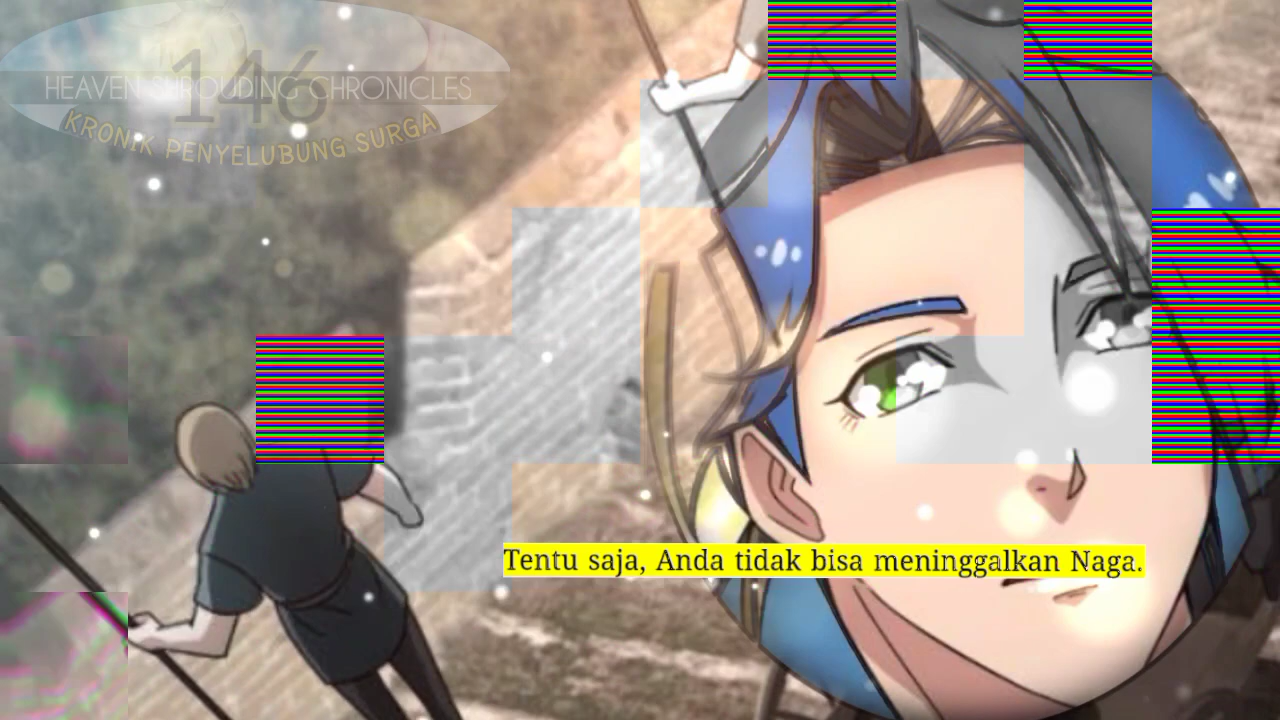 146
HEAVEN SHROUDING CHRONICLES
KRONIK PENYELUBUNG SURGA
Tentu saja, Anda tidak bisa meninggalkan Naga.